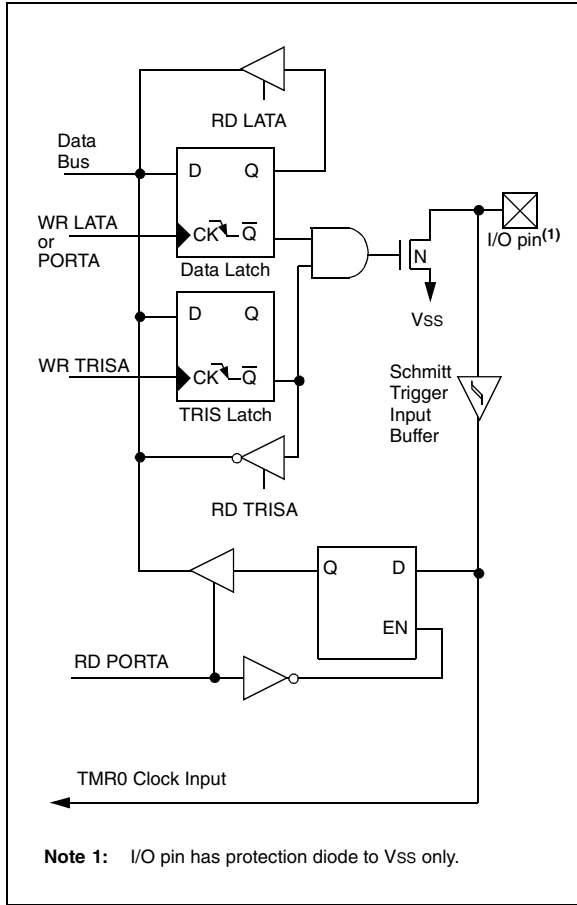 RD LATA
Data
Bus
D Q
WR LATA
or
PORTA
CK Q
Data Latch
I/O pin(1)
N
VSS
D Q
WR TRISA
CK Q
TRIS Latch
Schmitt
Trigger
Input
Buffer
RD TRISA
Q D
EN
RD PORTA
TMR0 Clock Input
Note 1: I/O pin has protection diode to VSS only.